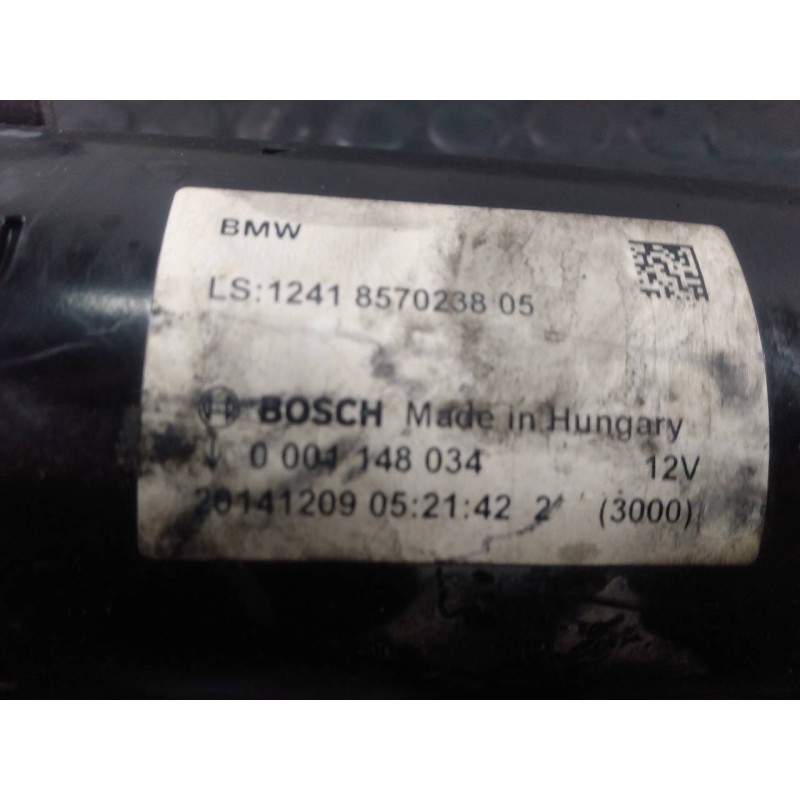 BMW
LS:1241 8570238 05
BOSCH Made in Hungary
0 001 148 034 12V
20141209 05:21:42 2 (3000)